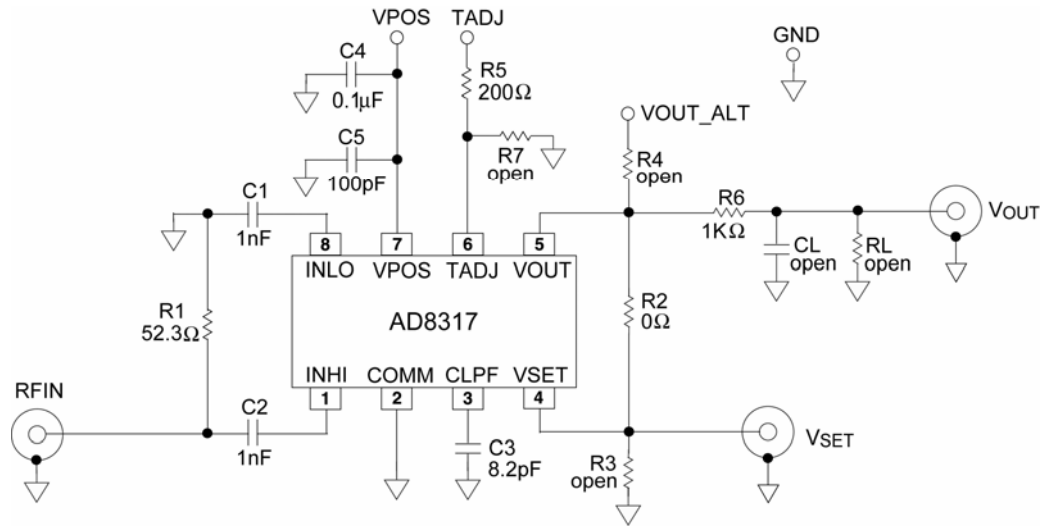 VPOS
TADJ
GND
C4
0.1µF
R5
200Ω
VOUT_ALT
C5
100pF
R7
open
R4
open
C1
1nF
R6
1KΩ
VOUT
CL
open
RL
open
8
7
6
5
INLO
VPOS
TADJ
VOUT
R1
52.3Ω
AD8317
R2
0Ω
INHI
COMM
CLPF
VSET
1
2
3
4
RFIN
C2
1nF
C3
8.2pF
R3
open
VSET